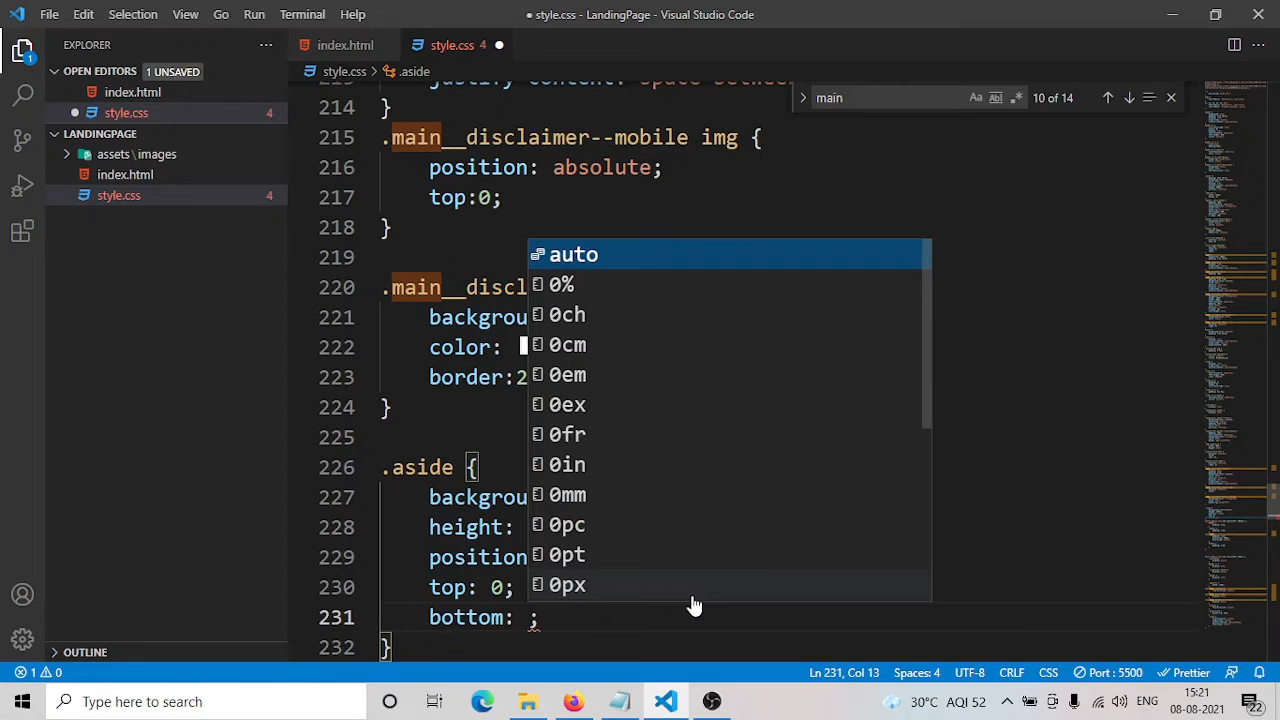 File Edit Selection View Go Run Terminal Help
style.css - LandingPage - Visual Studio Code
EXPLORER
index.html
style.css 4
OPEN EDITORS 1 UNSAVED
style.css > .aside
index.html
style.css 4
LANDINGPAGE
assets\images
index.html
style.css 4
main
10 of 14
214 }
215 .main__disclaimer--mobile img {
216 position: absolute;
217 top:0;
218 }
219
auto
220 .main__disc
0%
221 backgroun
0ch
222 color:
0cm
223 border:2
0em
224 }
0ex
225
0fr
226 .aside {
0in
227 backgroun
0mm
228 height:
0pc
229 positio
0pt
230 top: 0
0px
231 bottom:
232 }
OUTLINE
1 0
Ln 231, Col 13 Spaces: 4 UTF-8 CRLF CSS Port : 5500 Prettier
Type here to search
30°C AQI 52
08-08-2021
22